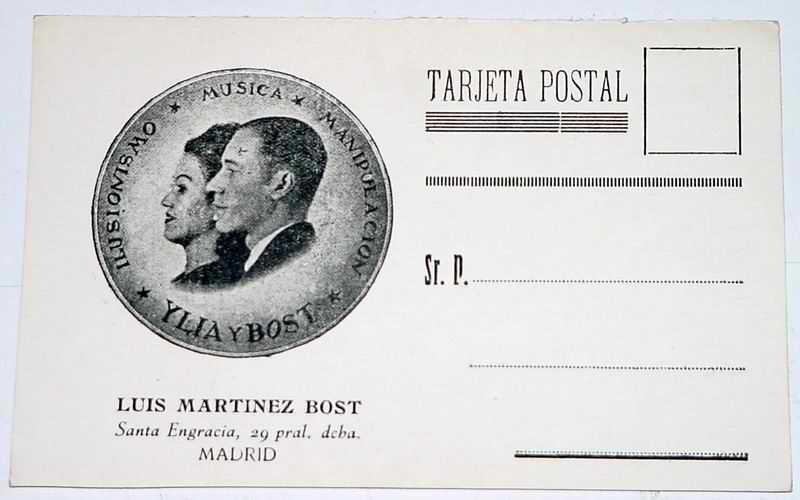 ILUSIONISMO ★ MUSICA ★ MANIPULACION
★ YLIA Y BOST ★
LUIS MARTINEZ BOST
Santa Engracia, 29 pral. dcha.
MADRID
TARJETA POSTAL
Sr. D.